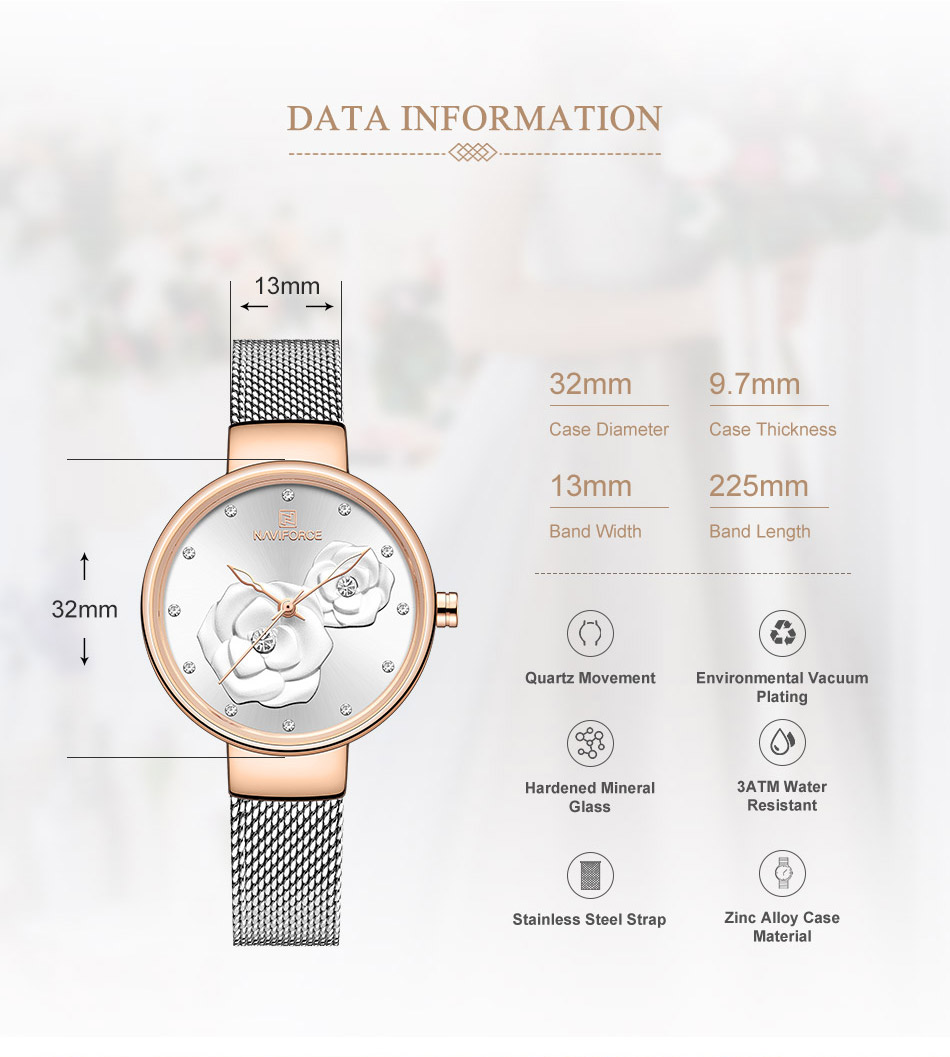 DATA INFORMATION
13mm
32mm
NAVIFORCE
32mm
9.7mm
Case Diameter
Case Thickness
13mm
225mm
Band Width
Band Length
Quartz Movement
Environmental Vacuum
Plating
Hardened Mineral
Glass
3ATM Water
Resistant
Stainless Steel Strap
Zinc Alloy Case
Material